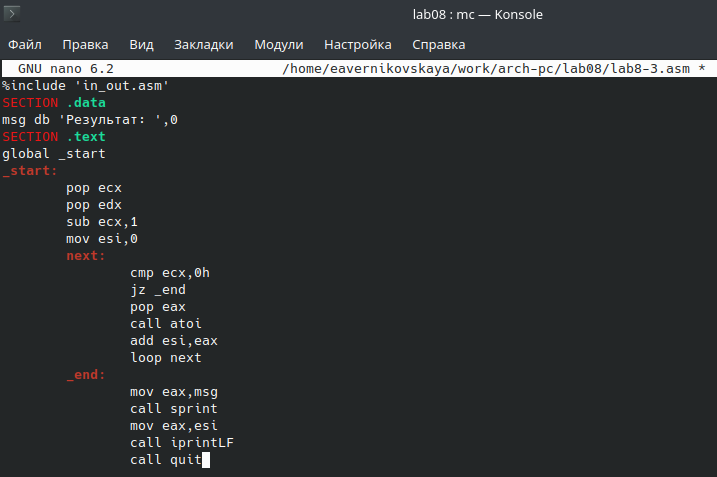 lab08 : mc — Konsole
Файл Правка Вид Закладки Модули Настройка Справка
GNU nano 6.2 /home/eavernikovskaya/work/arch-pc/lab08/lab8-3.asm *
%include 'in_out.asm'
SECTION .data
msg db 'Результат: ',0
SECTION .text
global _start
_start:
pop ecx
pop edx
sub ecx,1
mov esi,0
next:
cmp ecx,0h
jz _end
pop eax
call atoi
add esi,eax
loop next
_end:
mov eax,msg
call sprint
mov eax,esi
call iprintLF
call quit